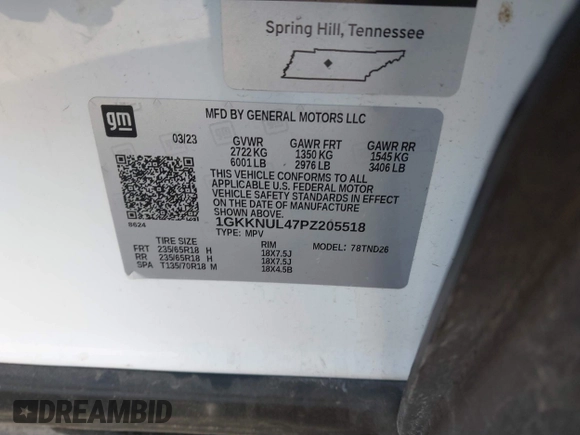 Spring Hill, Tennessee
gm
MFD BY GENERAL MOTORS LLC
03/23 GVWR GAWR FRT GAWR RR
2722 KG 1350 KG 1545 KG
6001 LB 2976 LB 3406 LB
THIS VEHICLE CONFORMS TO ALL
APPLICABLE U.S. FEDERAL MOTOR
VEHICLE SAFETY STANDARDS IN EFFECT
ON THE DATE OF MANUFACTURE SHOWN ABOVE.
1GKKNUL47PZ205518
8624
TYPE: MPV MODEL: 78TND26
TIRE SIZE RIM
FRT 235/65R18 H 18X7.5J
RR 235/65R18 H 18X7.5J
SPA T135/70R18 M 18X4.5B
DREAMBID